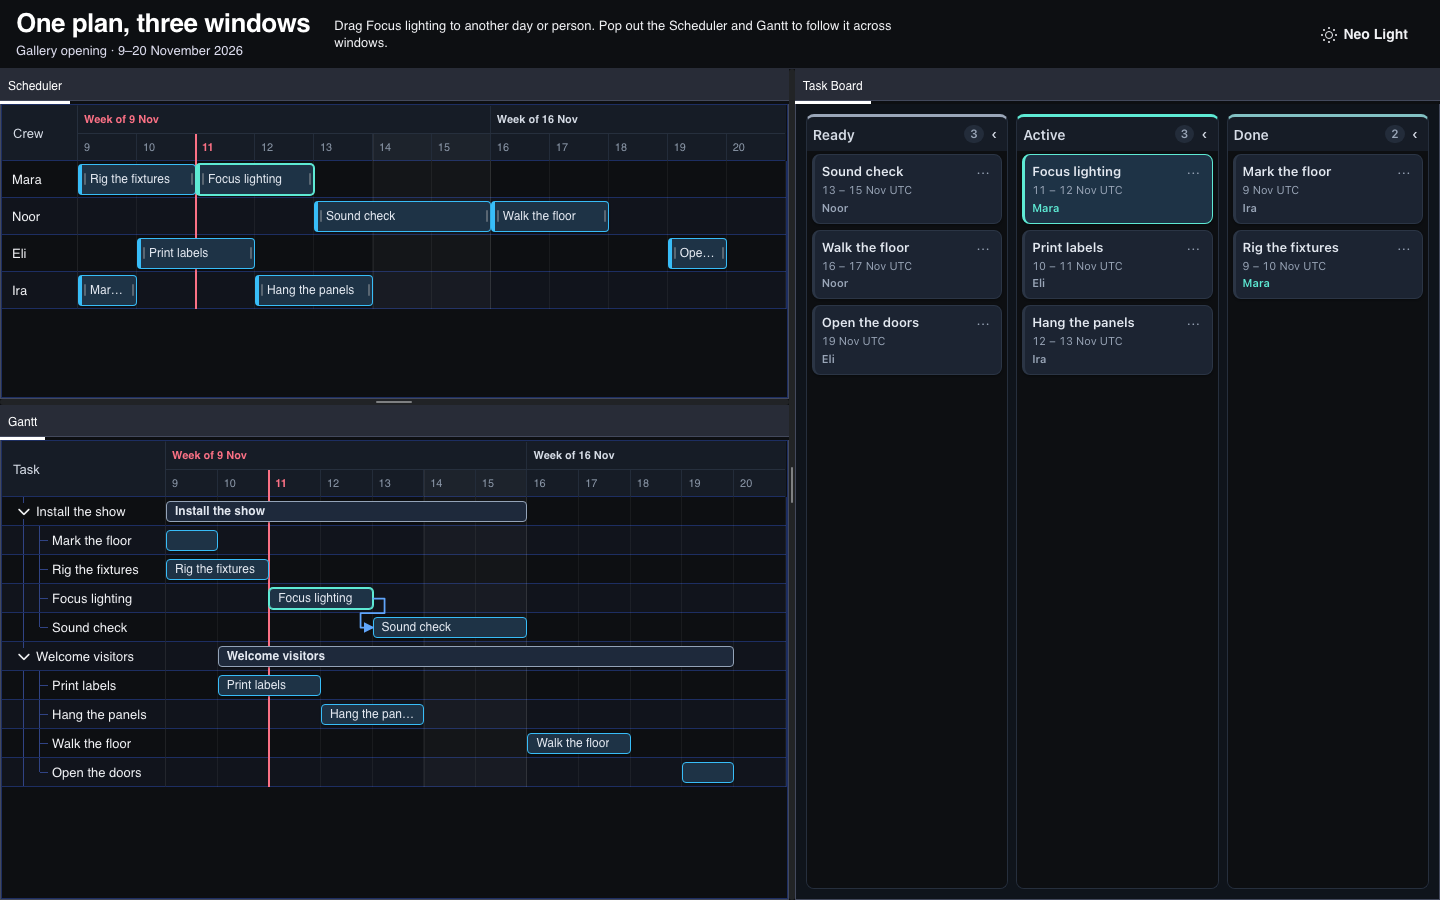 One plan, three windows
Gallery opening · 9–20 November 2026
Drag Focus lighting to another day or person. Pop out the Scheduler and Gantt to follow it across
windows.
Neo Light
Scheduler
Crew
Week of 9 Nov
Week of 16 Nov
9 10 11 12 13 14 15 16 17 18 19 20
Mara
Rig the fixtures
Focus lighting
Noor
Sound check
Walk the floor
Eli
Print labels
Ope…
Ira
Mar…
Hang the panels
Gantt
Task
Week of 9 Nov
Week of 16 Nov
9 10 11 12 13 14 15 16 17 18 19 20
Install the show
Install the show
Mark the floor
Rig the fixtures
Rig the fixtures
Focus lighting
Focus lighting
Sound check
Sound check
Welcome visitors
Welcome visitors
Print labels
Print labels
Hang the panels
Hang the pan…
Walk the floor
Walk the floor
Open the doors
Task Board
Ready
3
Sound check
13 – 15 Nov UTC
Noor
Walk the floor
16 – 17 Nov UTC
Noor
Open the doors
19 Nov UTC
Eli
Active
3
Focus lighting
11 – 12 Nov UTC
Mara
Print labels
10 – 11 Nov UTC
Eli
Hang the panels
12 – 13 Nov UTC
Ira
Done
2
Mark the floor
9 Nov UTC
Ira
Rig the fixtures
9 – 10 Nov UTC
Mara